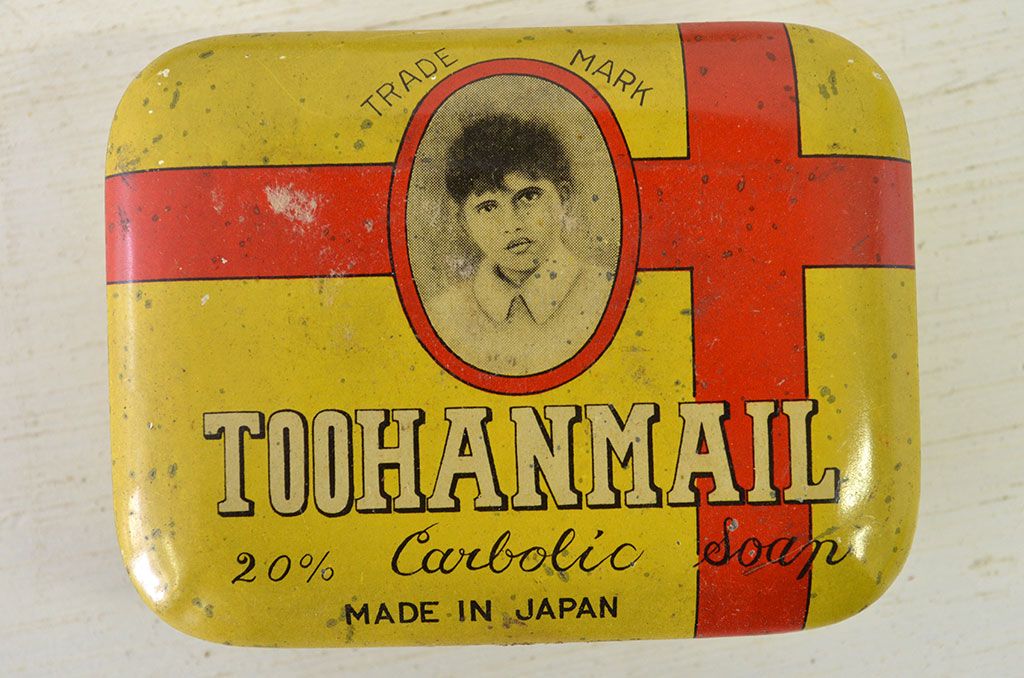 TRADE MARK
TOOHANMAIL
20% Carbolic Soap
MADE IN JAPAN